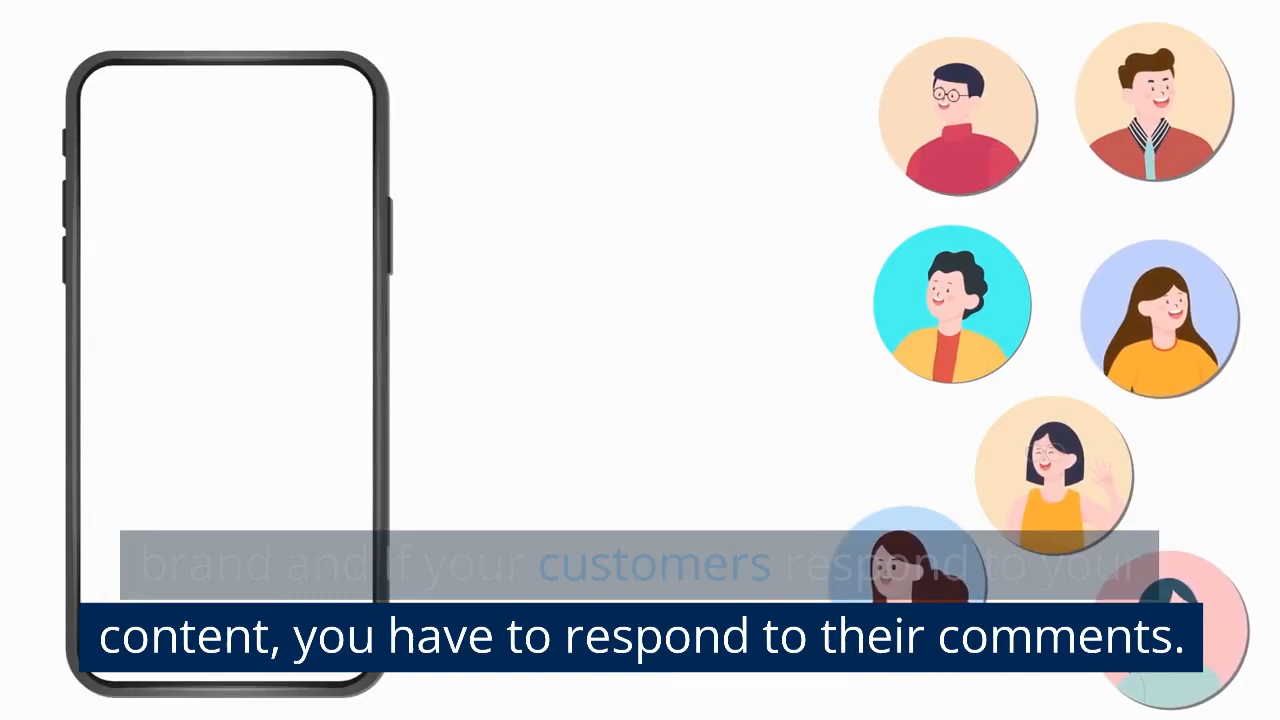 brand and if your customers respond to your
content, you have to respond to their comments.